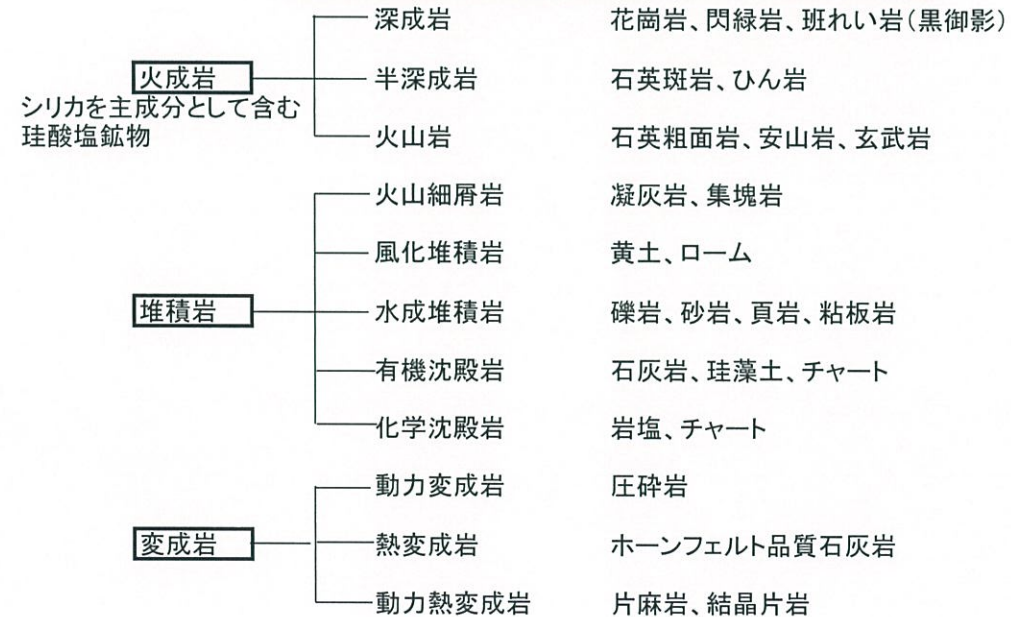 深成岩 花崗岩、閃緑岩、班れい岩（黒御影）
火成岩 半深成岩 石英斑岩、ひん岩
シリカを主成分として含む
珪酸塩鉱物
火山岩 石英粗面岩、安山岩、玄武岩
火山細屑岩 凝灰岩、集塊岩
風化堆積岩 黄土、ローム
堆積岩 水成堆積岩 礫岩、砂岩、頁岩、粘板岩
有機沈殿岩 石灰岩、珪藻土、チャート
化学沈殿岩 岩塩、チャート
動力変成岩 圧砕岩
変成岩 熱変成岩 ホーンフェルト品質石灰岩
動力熱変成岩 片麻岩、結晶片岩